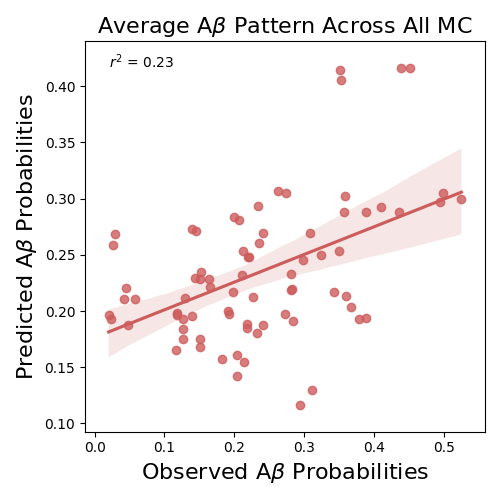 Average Aβ Pattern Across All MC
r² = 0.23
Predicted Aβ Probabilities
0.40
0.35
0.30
0.25
0.20
0.15
0.10
0.0 0.1 0.2 0.3 0.4 0.5
Observed Aβ Probabilities